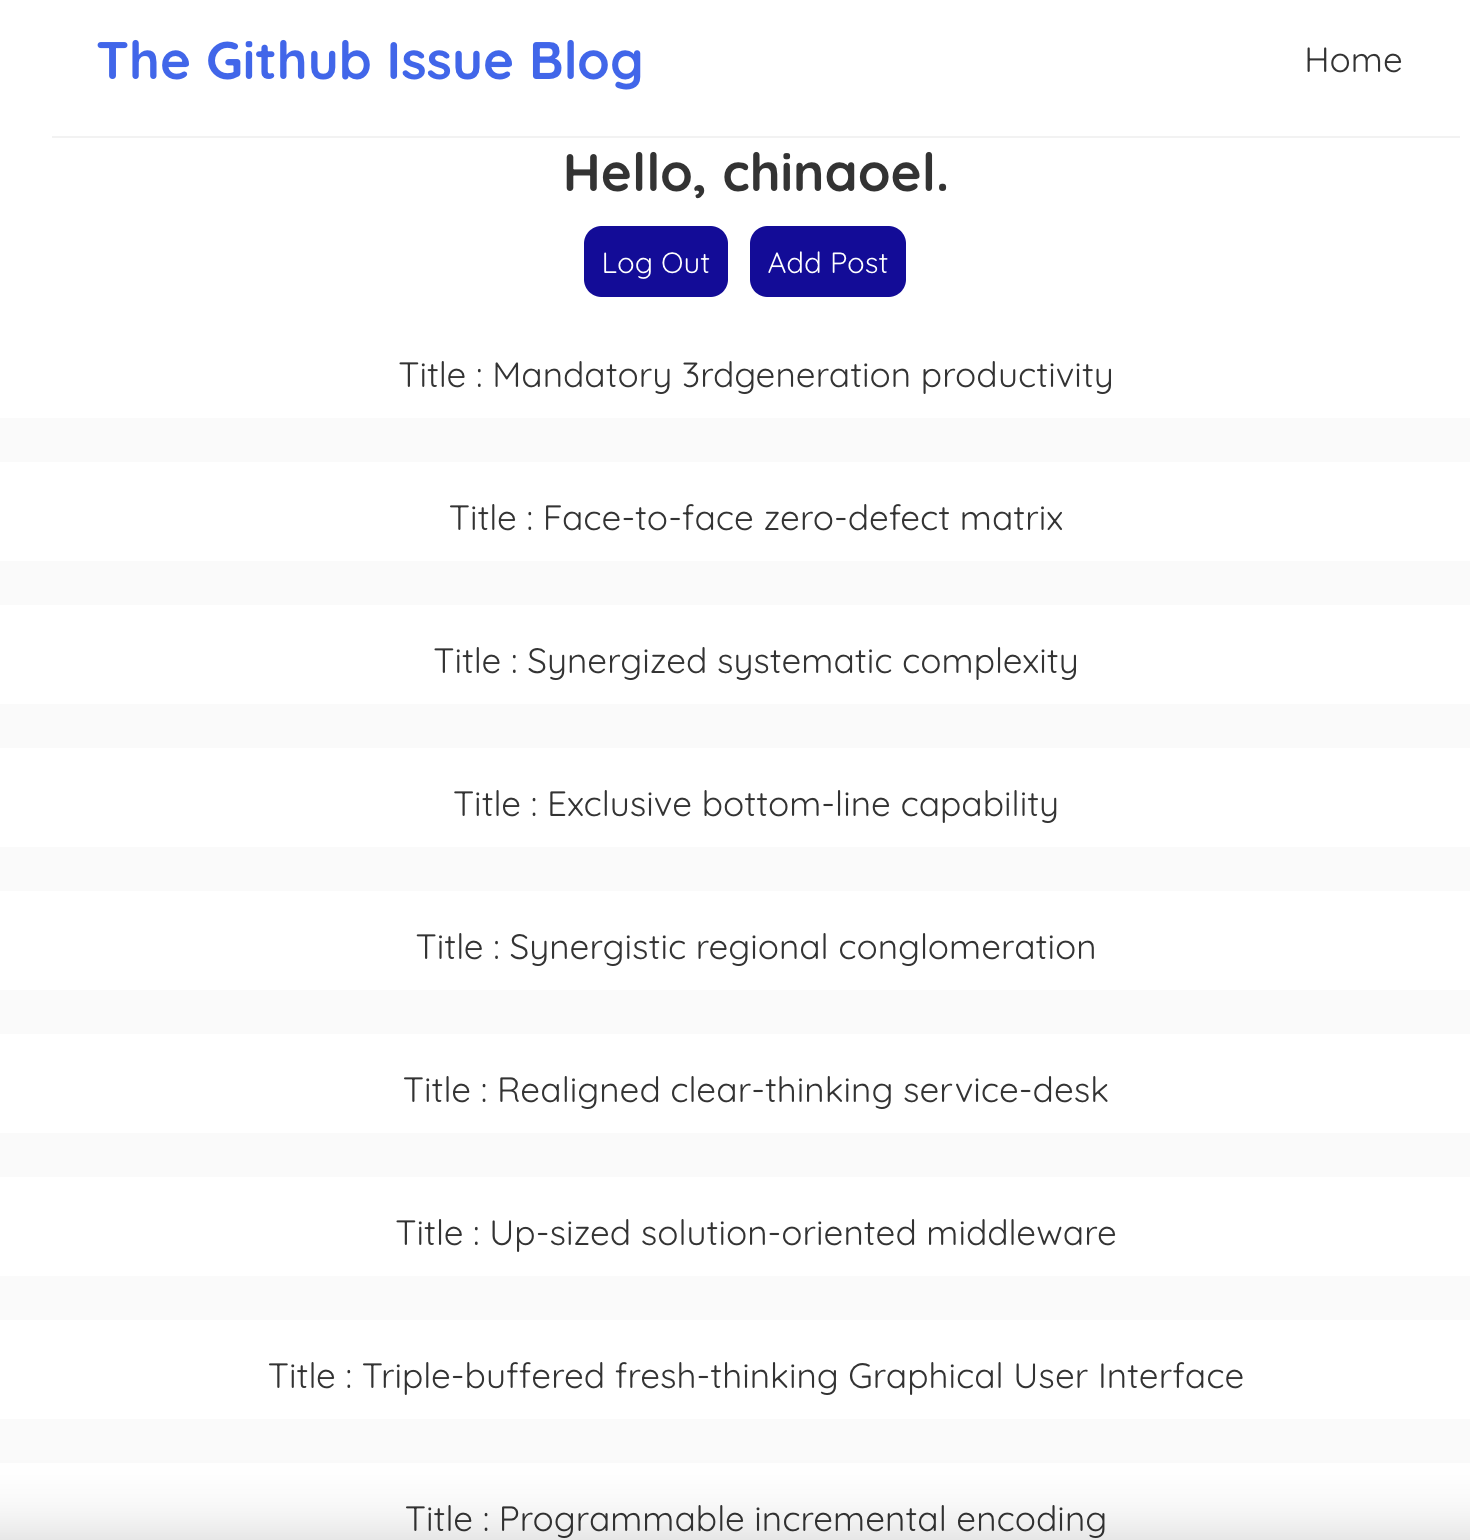 The Github Issue Blog
Home
Hello, chinaoel.
Log Out
Add Post
Title : Mandatory 3rdgeneration productivity
Title : Face-to-face zero-defect matrix
Title : Synergized systematic complexity
Title : Exclusive bottom-line capability
Title : Synergistic regional conglomeration
Title : Realigned clear-thinking service-desk
Title : Up-sized solution-oriented middleware
Title : Triple-buffered fresh-thinking Graphical User Interface
Title : Programmable incremental encoding